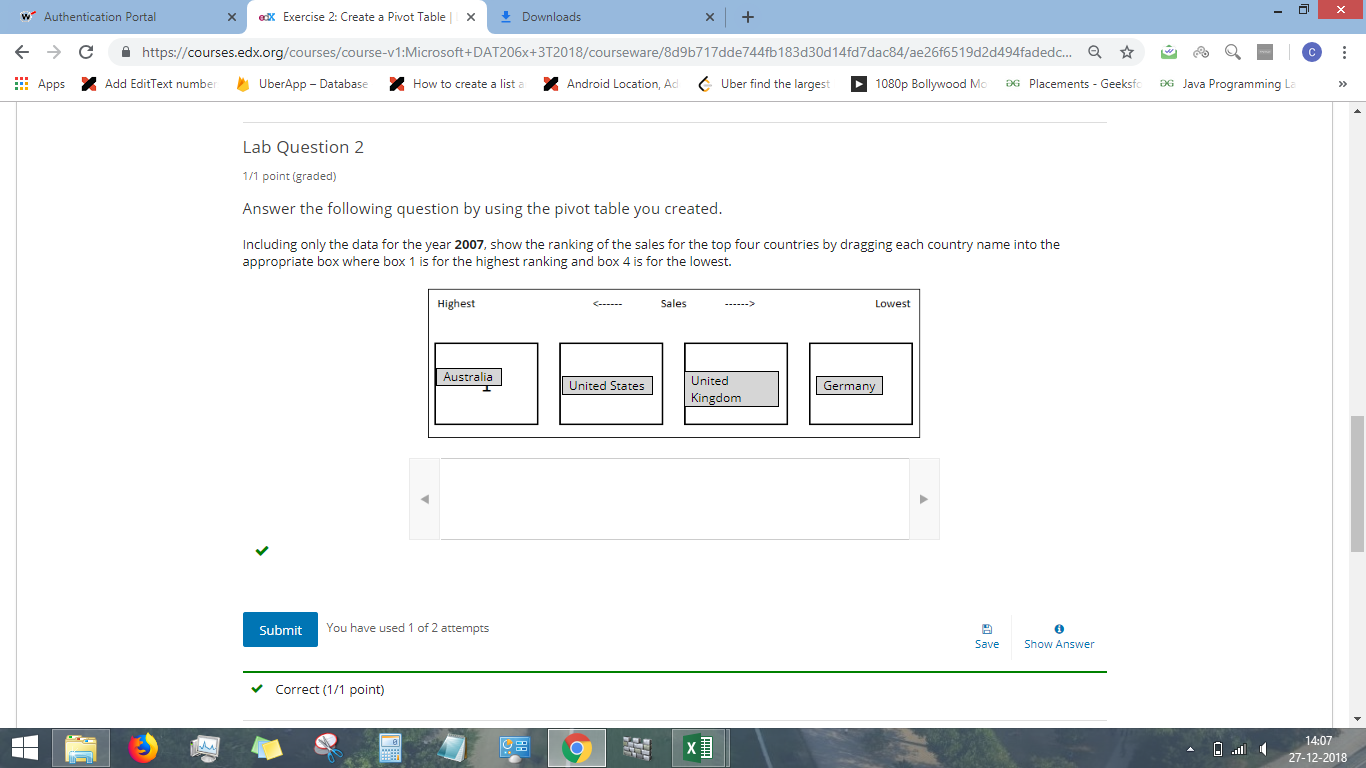 Authentication Portal
edX Exercise 2: Create a Pivot Table |
Downloads
https://courses.edx.org/courses/course-v1:Microsoft+DAT206x+3T2018/courseware/8d9b717dde744fb183d30d14fd7dac84/ae26f6519d2d494fadedc...
C
Apps
Add EditText number
UberApp – Database
How to create a list a
Android Location, Ad
Uber find the largest
1080p Bollywood Mo
Placements - Geeksfo
Java Programming La
»
Lab Question 2
1/1 point (graded)
Answer the following question by using the pivot table you created.
Including only the data for the year 2007, show the ranking of the sales for the top four countries by dragging each country name into the
appropriate box where box 1 is for the highest ranking and box 4 is for the lowest.
Highest <------ Sales ------> Lowest
Australia
United States
United
Kingdom
Germany
Submit
You have used 1 of 2 attempts
Save
Show Answer
Correct (1/1 point)
14:07
27-12-2018